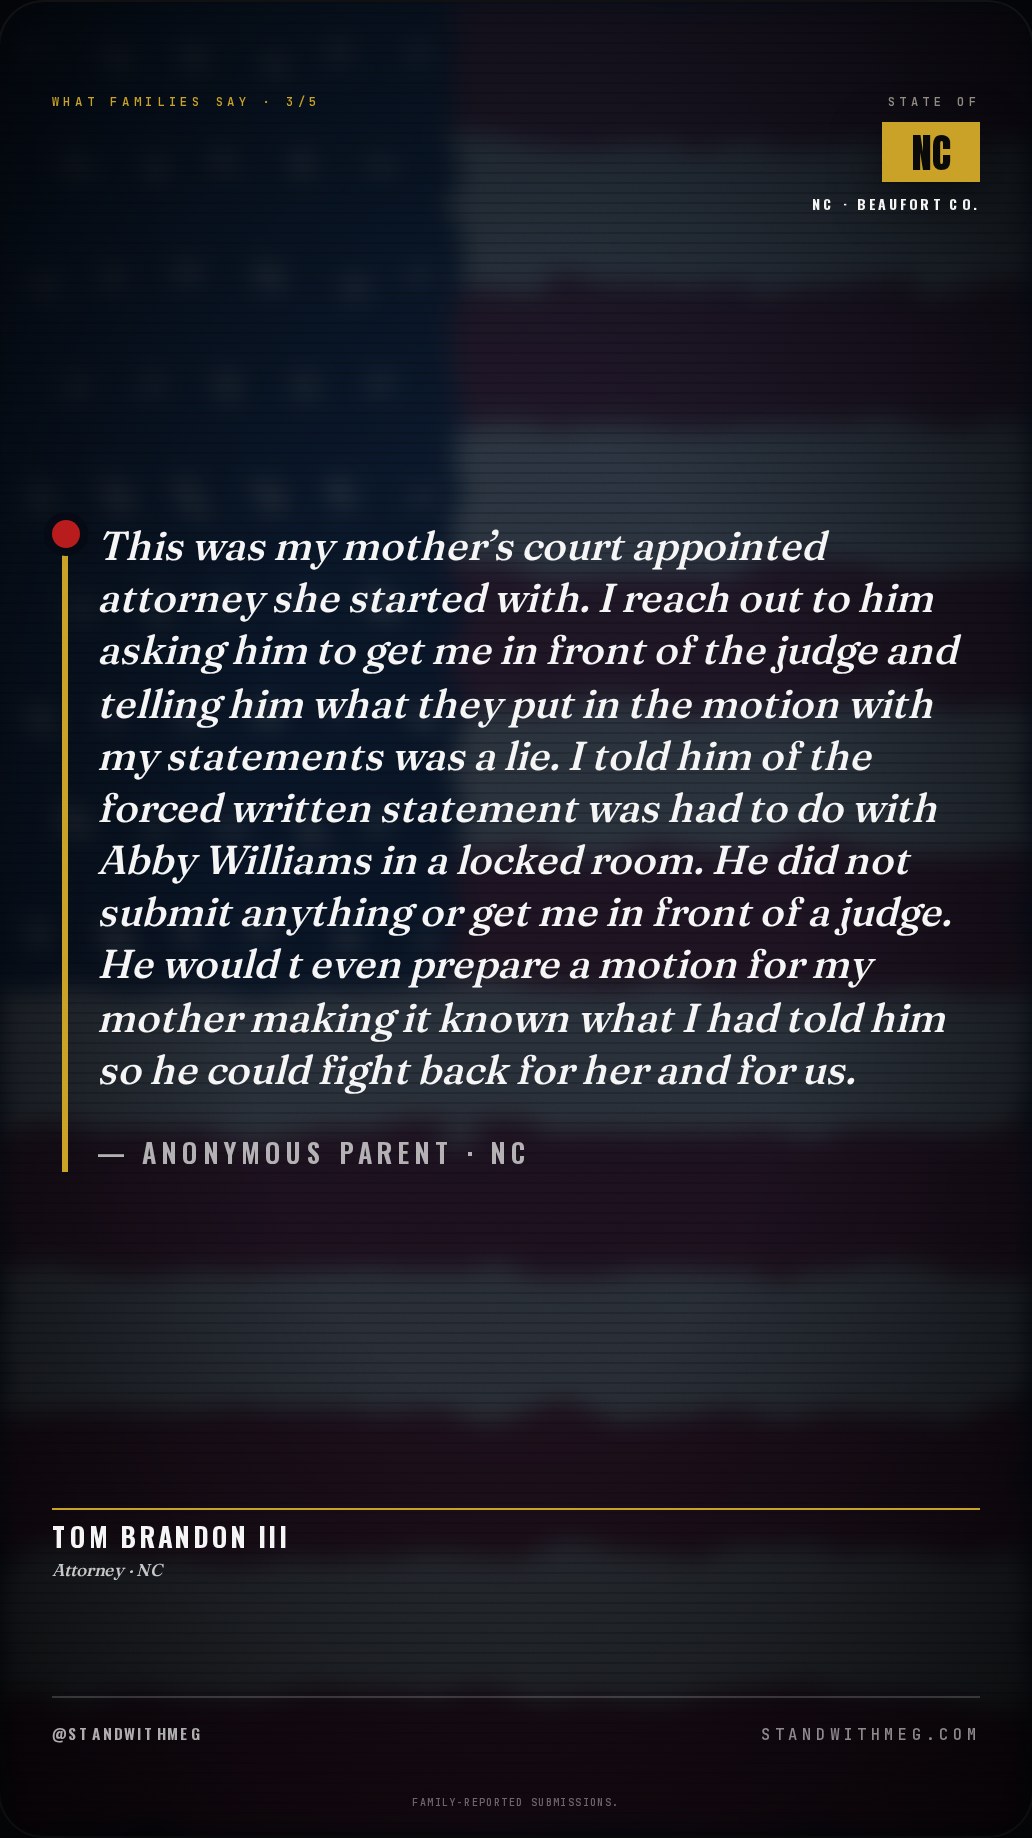 WHAT FAMILIES SAY · 3/5
STATE OF
NC
NC · BEAUFORT CO.
This was my mother’s court appointed
attorney she started with. I reach out to him
asking him to get me in front of the judge and
telling him what they put in the motion with
my statements was a lie. I told him of the
forced written statement was had to do with
Abby Williams in a locked room. He did not
submit anything or get me in front of a judge.
He would t even prepare a motion for my
mother making it known what I had told him
so he could fight back for her and for us.
— ANONYMOUS PARENT · NC
TOM BRANDON III
Attorney · NC
@STANDWITHMEG
STANDWITHMEG.COM
FAMILY-REPORTED SUBMISSIONS.